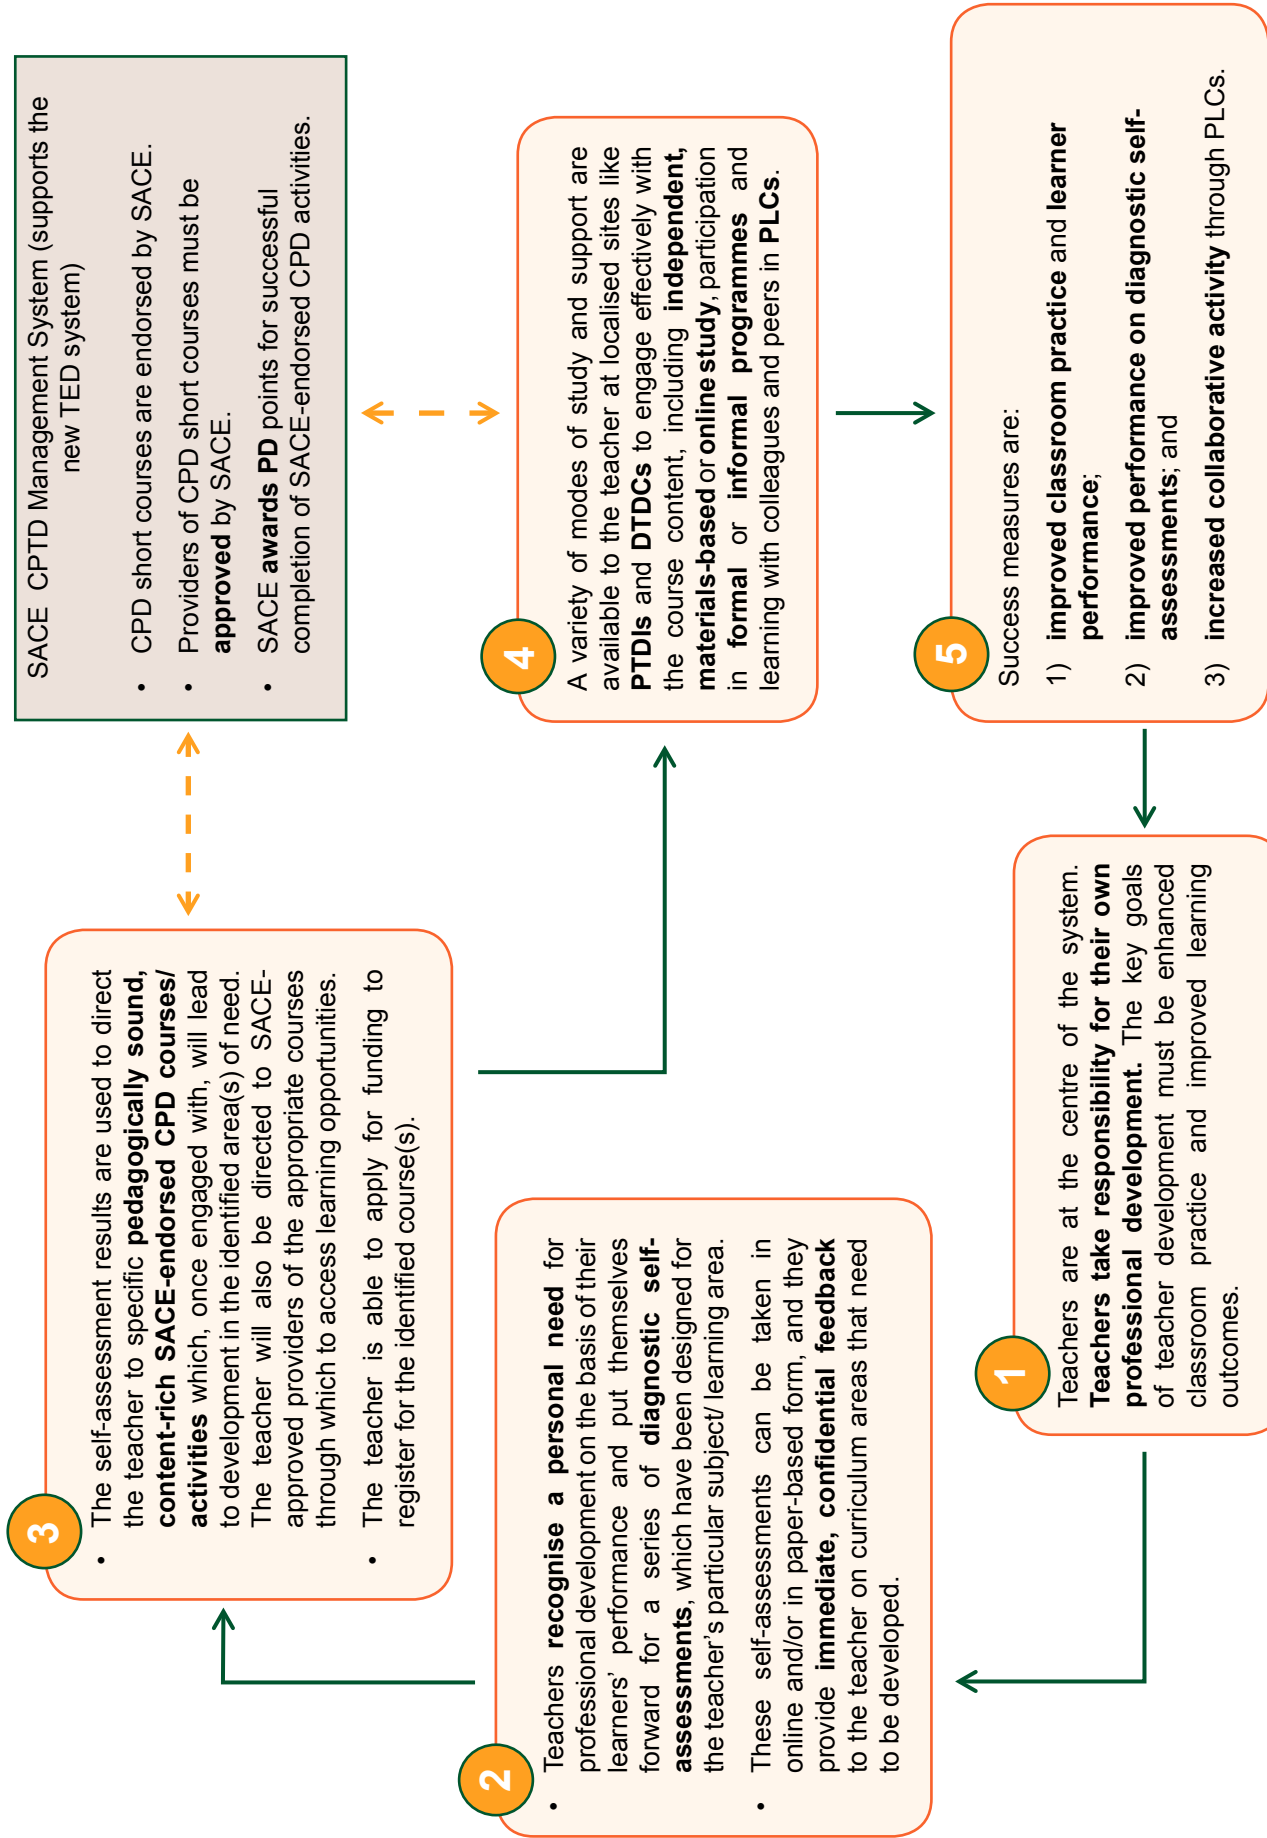 1
Teachers are at the centre of the system.
Teachers take responsibility for their own
professional development. The key goals
of teacher development must be enhanced
classroom practice and improved learning
outcomes.
2
• Teachers recognise a personal need for
professional development on the basis of their
learners' performance and put themselves
forward for a series of diagnostic self-
assessments, which have been designed for
the teacher's particular subject/ learning area.
• These self-assessments can be taken in
online and/or in paper-based form, and they
provide immediate, confidential feedback
to the teacher on curriculum areas that need
to be developed.
3
• The self-assessment results are used to direct
the teacher to specific pedagogically sound,
content-rich SACE-endorsed CPD courses/
activities which, once engaged with, will lead
to development in the identified area(s) of need.
The teacher will also be directed to SACE-
approved providers of the appropriate courses
through which to access learning opportunities.
• The teacher is able to apply for funding to
register for the identified course(s).
SACE CPTD Management System (supports the
new TED system)
• CPD short courses are endorsed by SACE.
• Providers of CPD short courses must be
approved by SACE.
• SACE awards PD points for successful
completion of SACE-endorsed CPD activities.
4
A variety of modes of study and support are
available to the teacher at localised sites like
PTDIs and DTDCs to engage effectively with
the course content, including independent,
materials-based or online study, participation
in formal or informal programmes and
learning with colleagues and peers in PLCs.
5
Success measures are:
1) improved classroom practice and learner
performance;
2) improved performance on diagnostic self-
assessments; and
3) increased collaborative activity through PLCs.